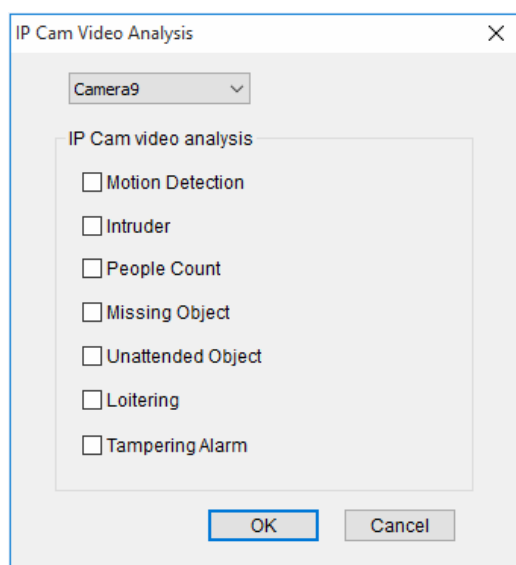 IP Cam Video Analysis
Camera9
IP Cam video analysis
Motion Detection
Intruder
People Count
Missing Object
Unattended Object
Loitering
Tampering Alarm
OK
Cancel